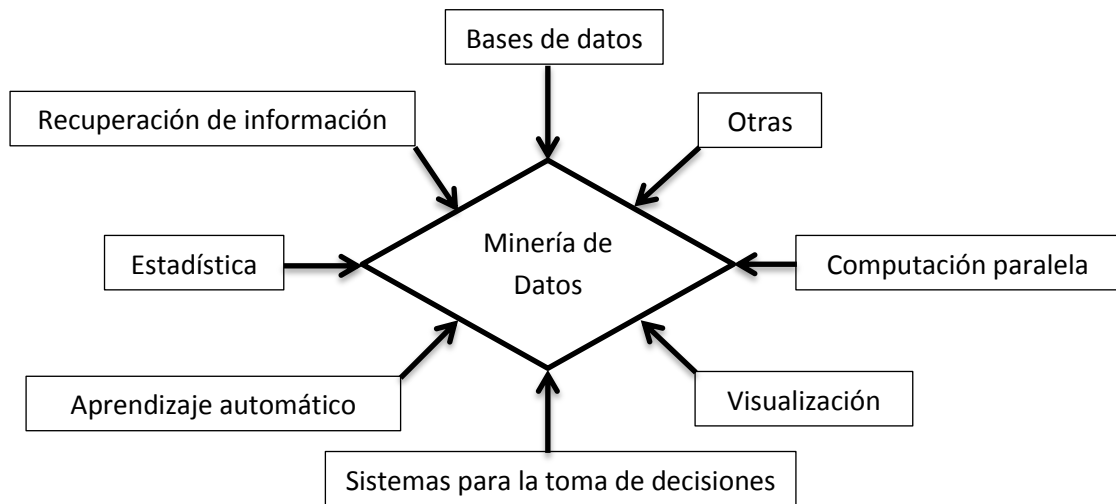 Bases de datos
Recuperación de información
Otras
Minería de
Datos
Estadística
Computación paralela
Aprendizaje automático
Visualización
Sistemas para la toma de decisiones